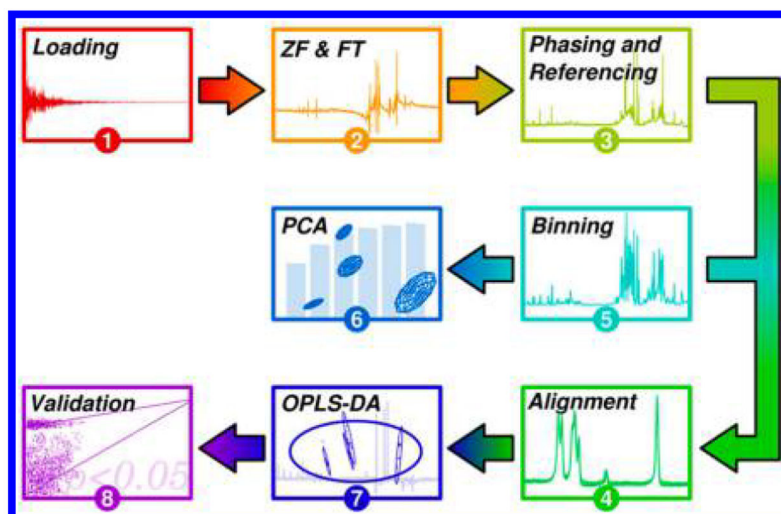 Loading
1
ZF & FT
2
Phasing and
Referencing
3
PCA
6
Binning
5
Validation
p<0.05
8
OPLS-DA
7
Alignment
4